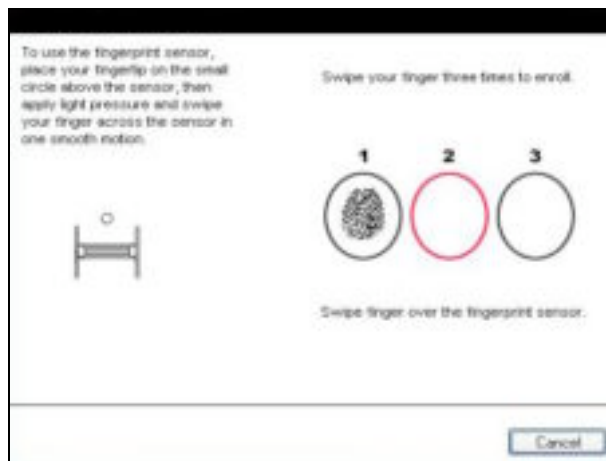 To use the fingerprint sensor,
place your fingertip on the small
circle above the sensor, then
apply light pressure and swipe
your finger across the sensor in
one smooth motion.
Swipe your finger three times to enroll.
1 2 3
Swipe finger over the fingerprint sensor.
Cancel